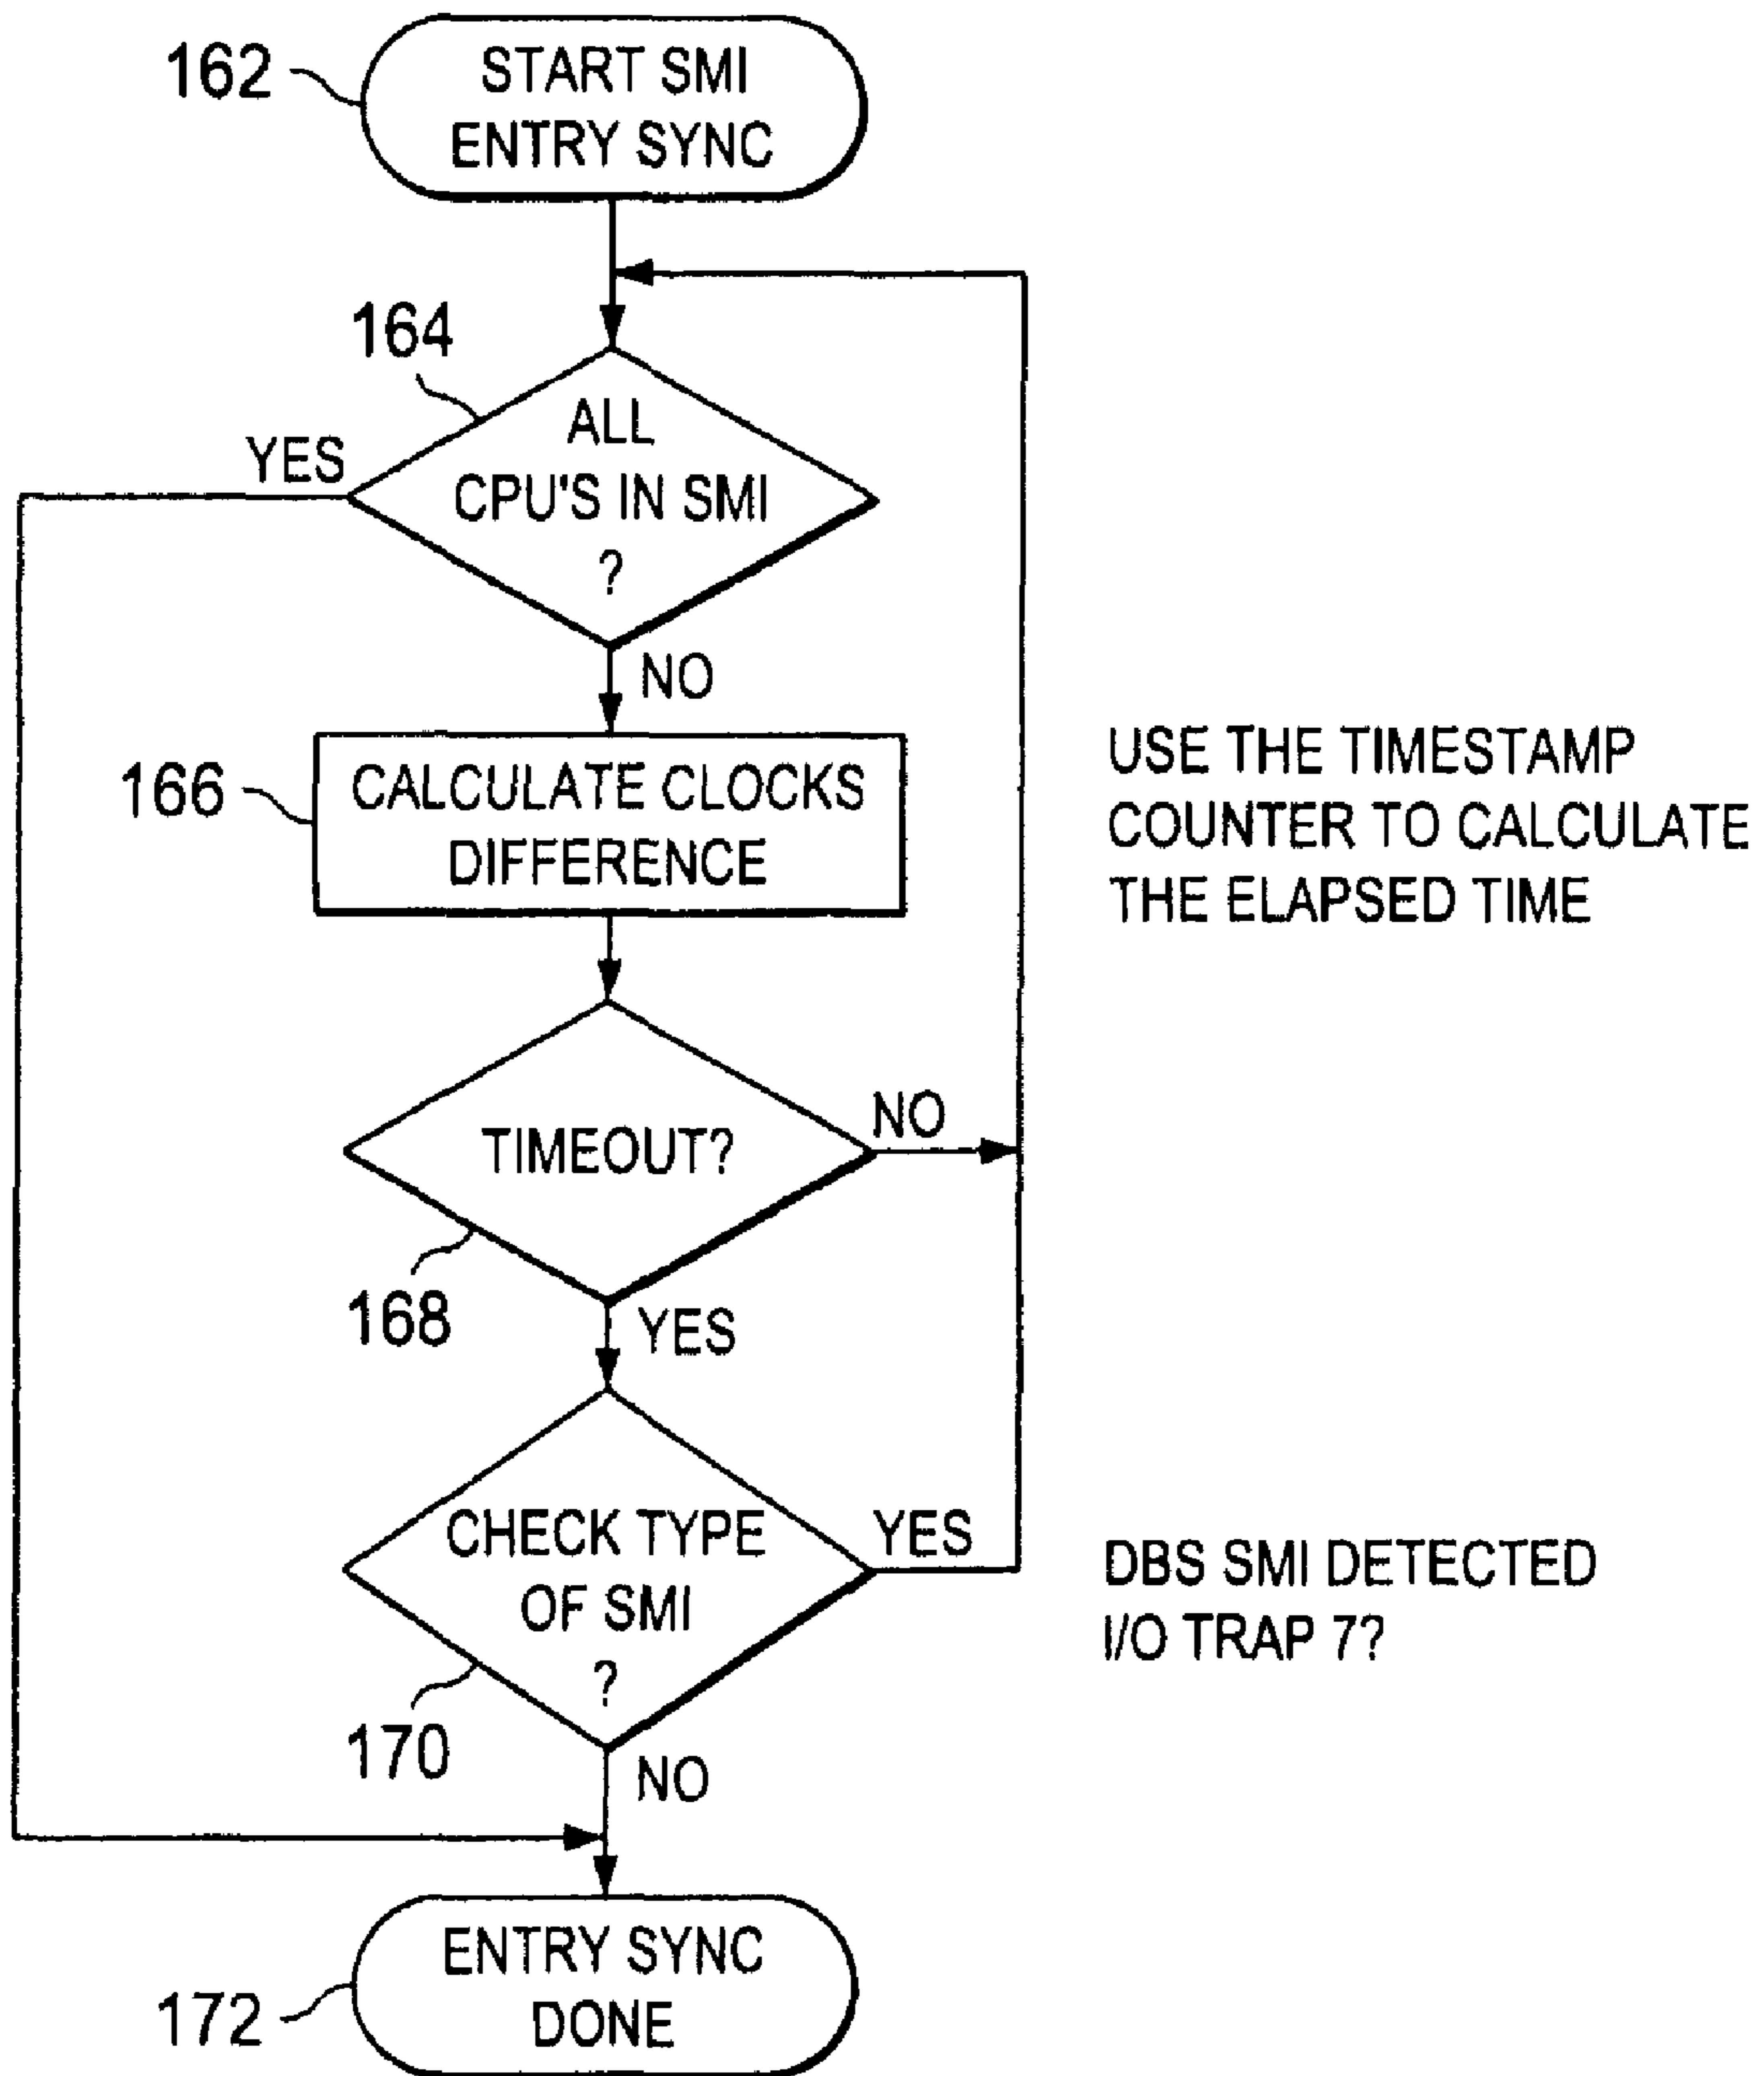 162
START SMI
ENTRY SYNC
164
YES
ALL
CPU'S IN SMI
?
NO
166
CALCULATE CLOCKS
DIFFERENCE
USE THE TIMESTAMP
COUNTER TO CALCULATE
THE ELAPSED TIME
TIMEOUT?
NO
168
YES
CHECK TYPE
OF SMI
?
YES
DBS SMI DETECTED
I/O TRAP 7?
170
NO
ENTRY SYNC
DONE
172